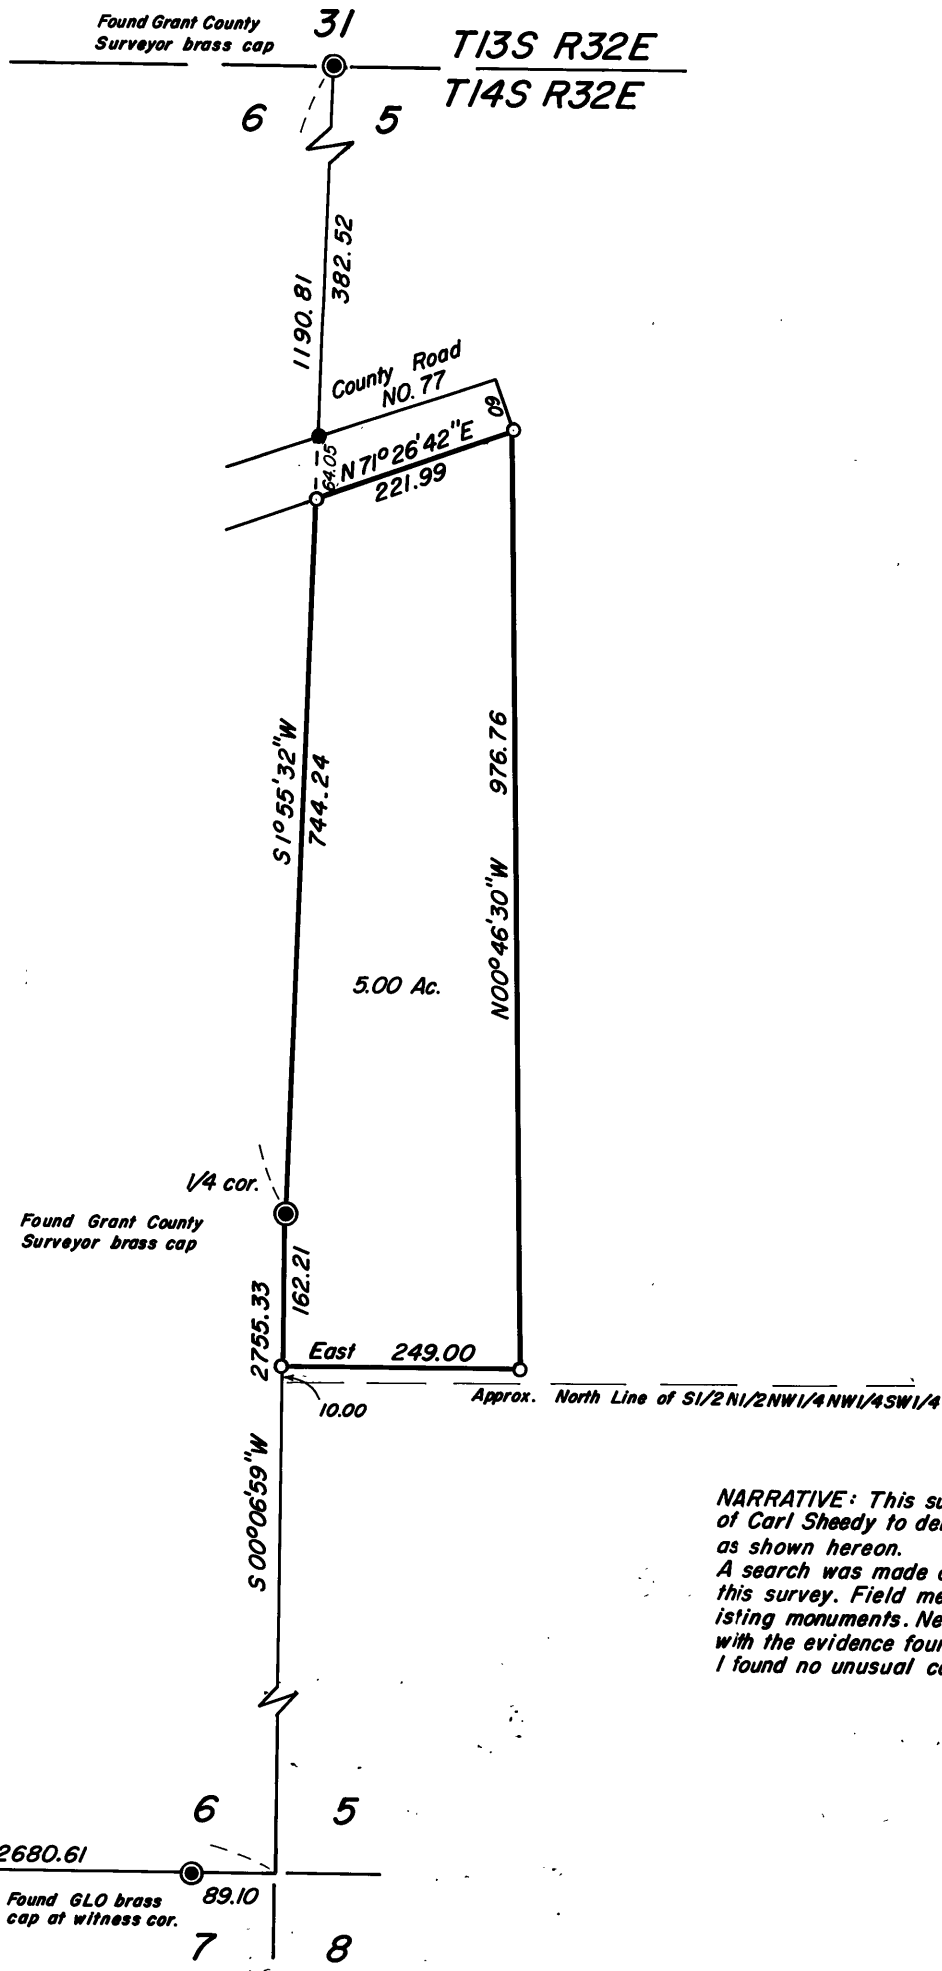 Found Grant County
Surveyor brass cap
31
T13S R32E
T14S R32E
6
5
1190.81
382.52
County Road
NO. 77
60
64.05
N 71° 26' 42" E
221.99
S 1° 55' 32" W
744.24
976.76
N00° 46' 30" W
5.00 Ac.
1/4 cor.
Found Grant County
Surveyor brass cap
2755.33
162.21
East 249.00
10.00
Approx. North Line of S1/2 N1/2 NW1/4 NW1/4 SW1/4
S 00° 06' 59" W
NARRATIVE: This su
of Carl Sheedy to de
as shown hereon.
A search was made
this survey. Field me
isting monuments. Ne
with the evidence four
I found no unusual c
6
5
2680.61
89.10
Found GLO brass
cap at witness cor.
7
8